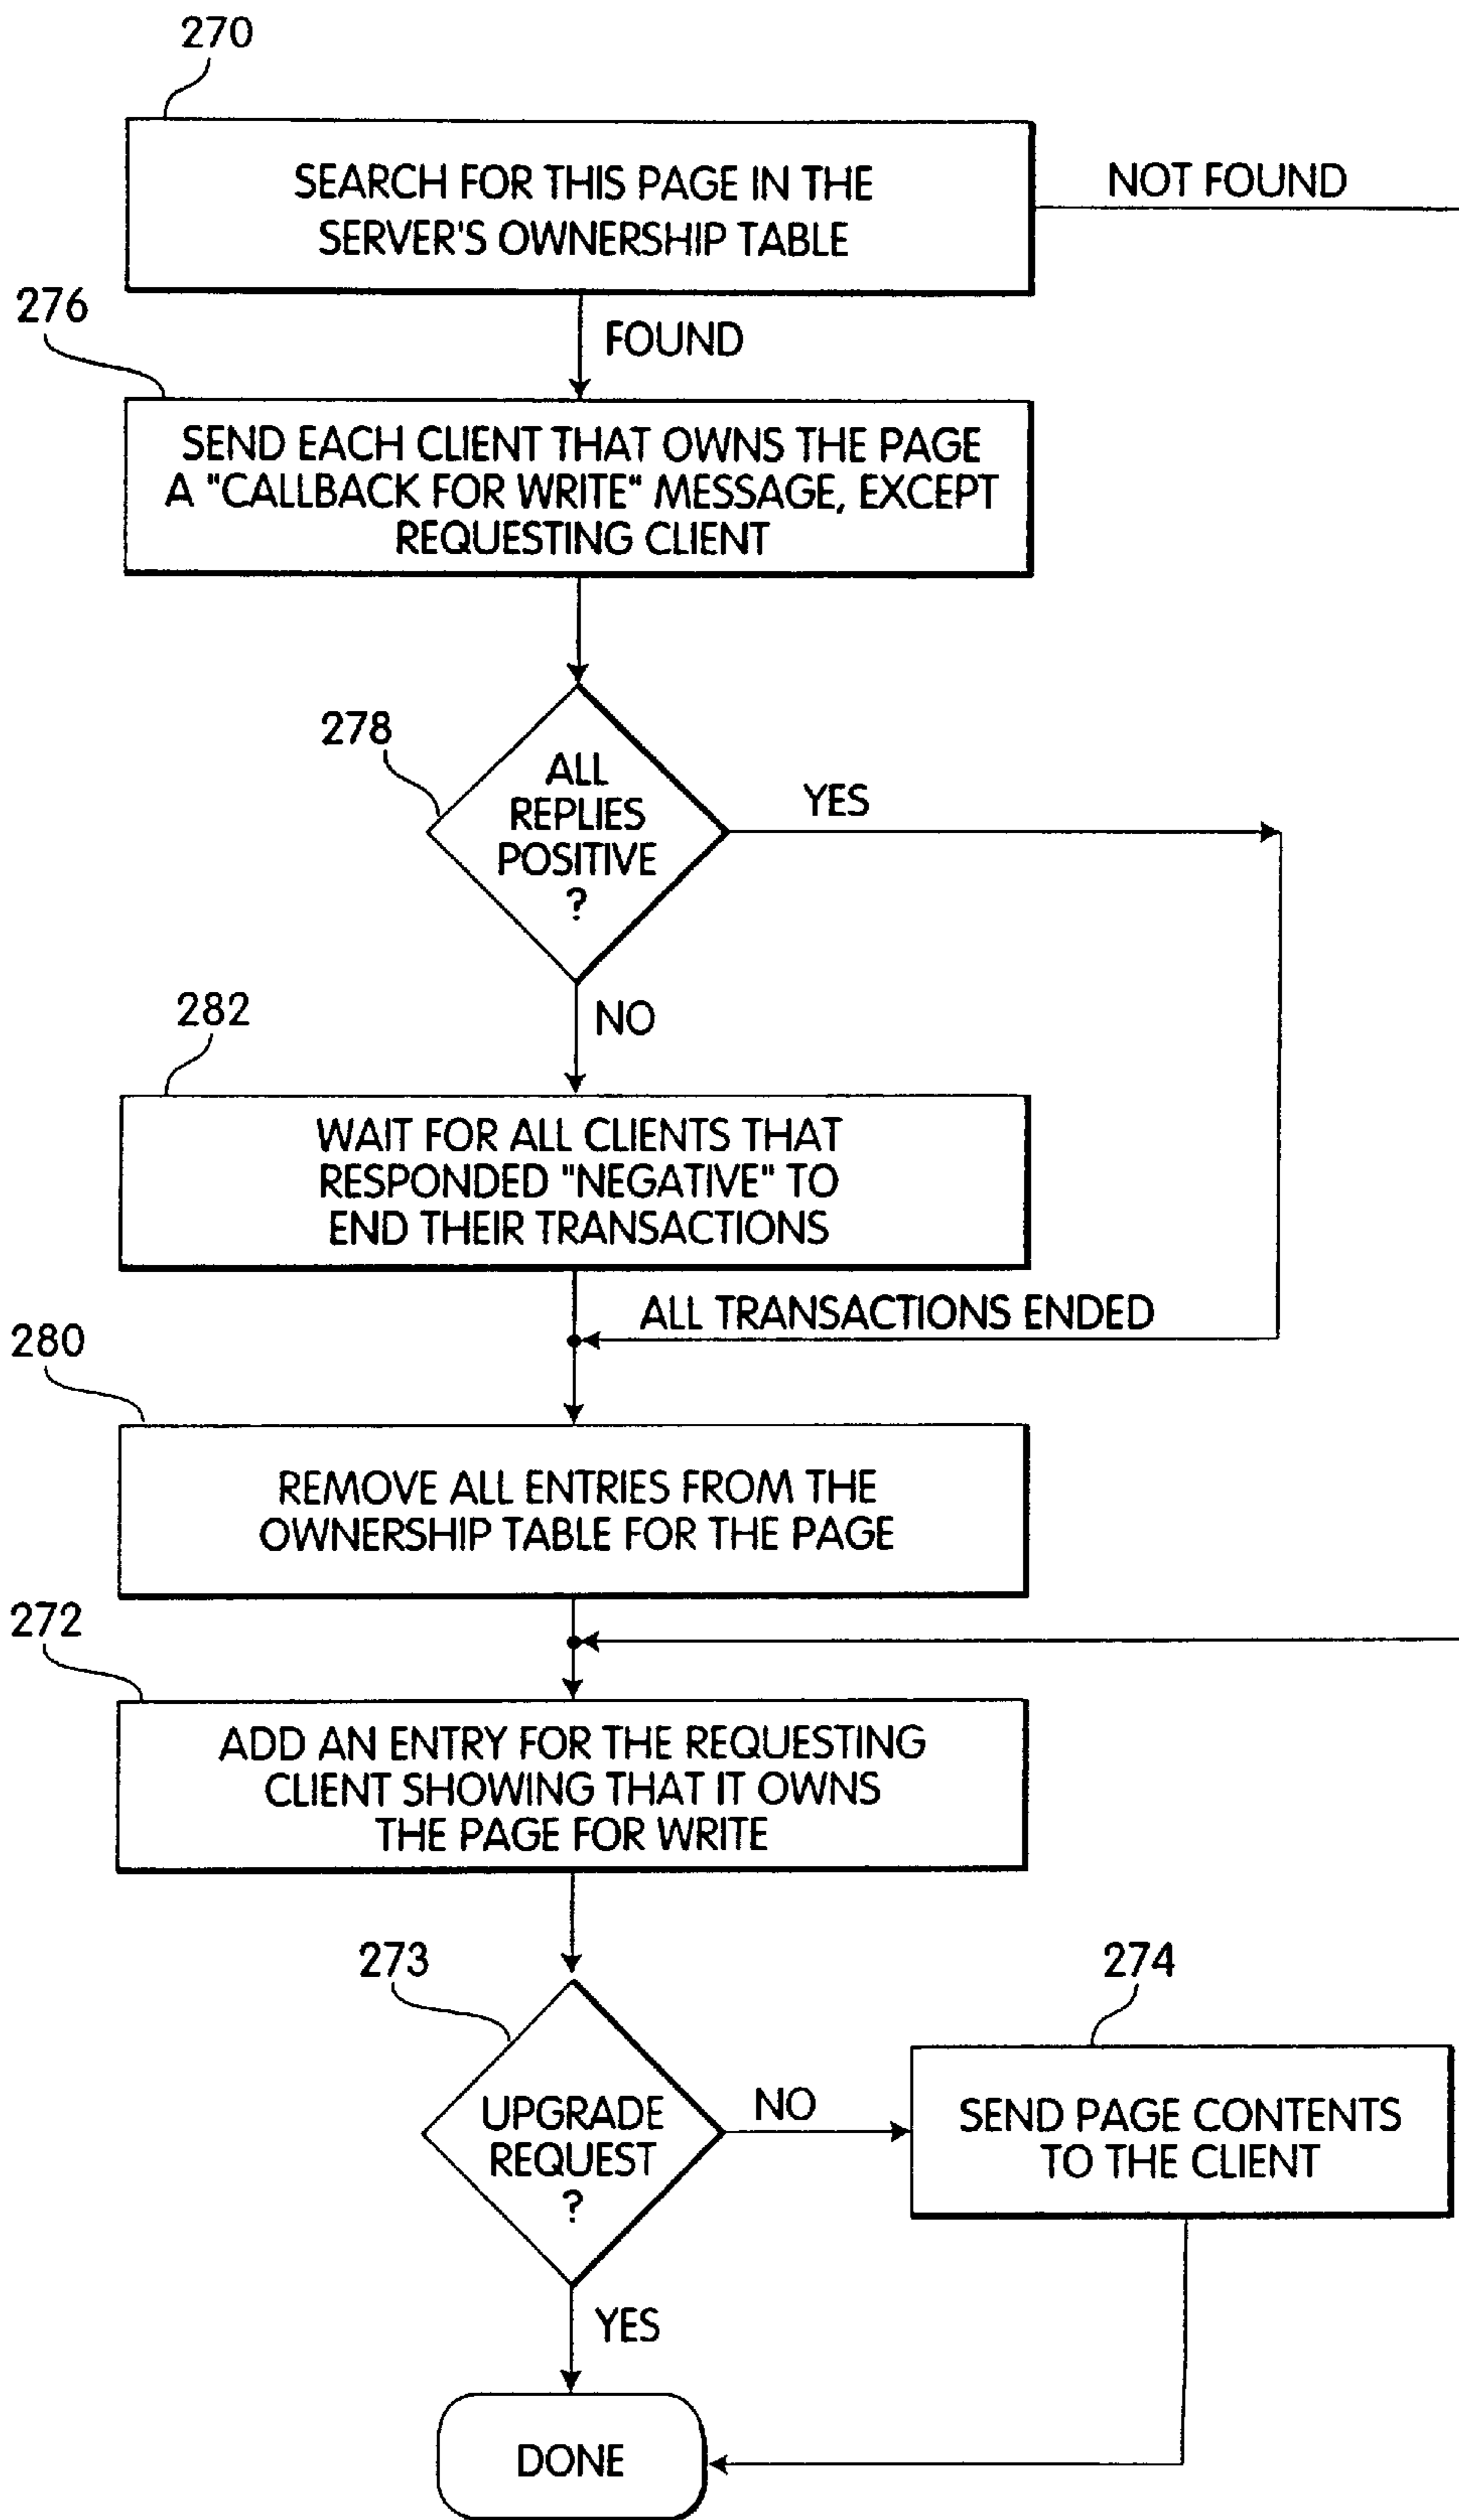 270
SEARCH FOR THIS PAGE IN THE
SERVER'S OWNERSHIP TABLE
NOT FOUND
276
FOUND
SEND EACH CLIENT THAT OWNS THE PAGE
A "CALLBACK FOR WRITE" MESSAGE, EXCEPT
REQUESTING CLIENT
278
ALL
REPLIES
POSITIVE
?
YES
NO
282
WAIT FOR ALL CLIENTS THAT
RESPONDED "NEGATIVE" TO
END THEIR TRANSACTIONS
ALL TRANSACTIONS ENDED
280
REMOVE ALL ENTRIES FROM THE
OWNERSHIP TABLE FOR THE PAGE
272
ADD AN ENTRY FOR THE REQUESTING
CLIENT SHOWING THAT IT OWNS
THE PAGE FOR WRITE
273
UPGRADE
REQUEST
?
NO
274
SEND PAGE CONTENTS
TO THE CLIENT
YES
DONE